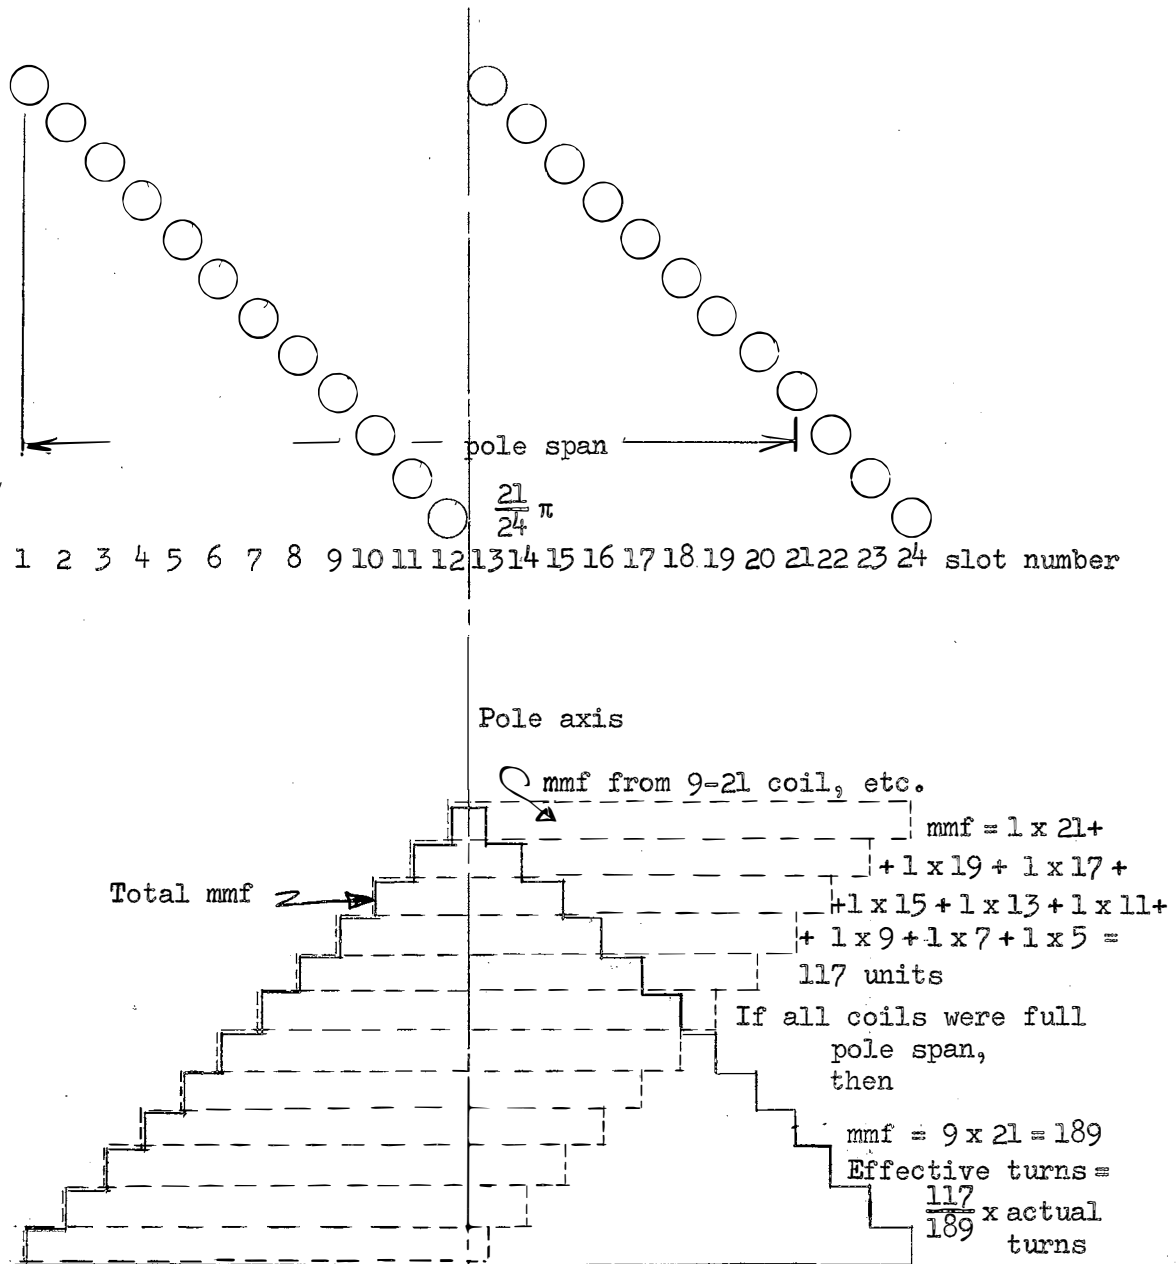 pole span
21/24 π
1 2 3 4 5 6 7 8 9 10 11 12 13 14 15 16 17 18 19 20 21 22 23 24 slot number
Pole axis
mmf from 9-21 coil, etc.
mmf = 1 x 21+
+ 1 x 19 + 1 x 17 +
Total mmf
+1 x 15 + 1 x 13 + 1 x 11+
+ 1 x 9 + 1 x 7 + 1 x 5 =
117 units
If all coils were full
pole span,
then
mmf = 9 x 21 = 189
Effective turns =
117/189 x actual
turns